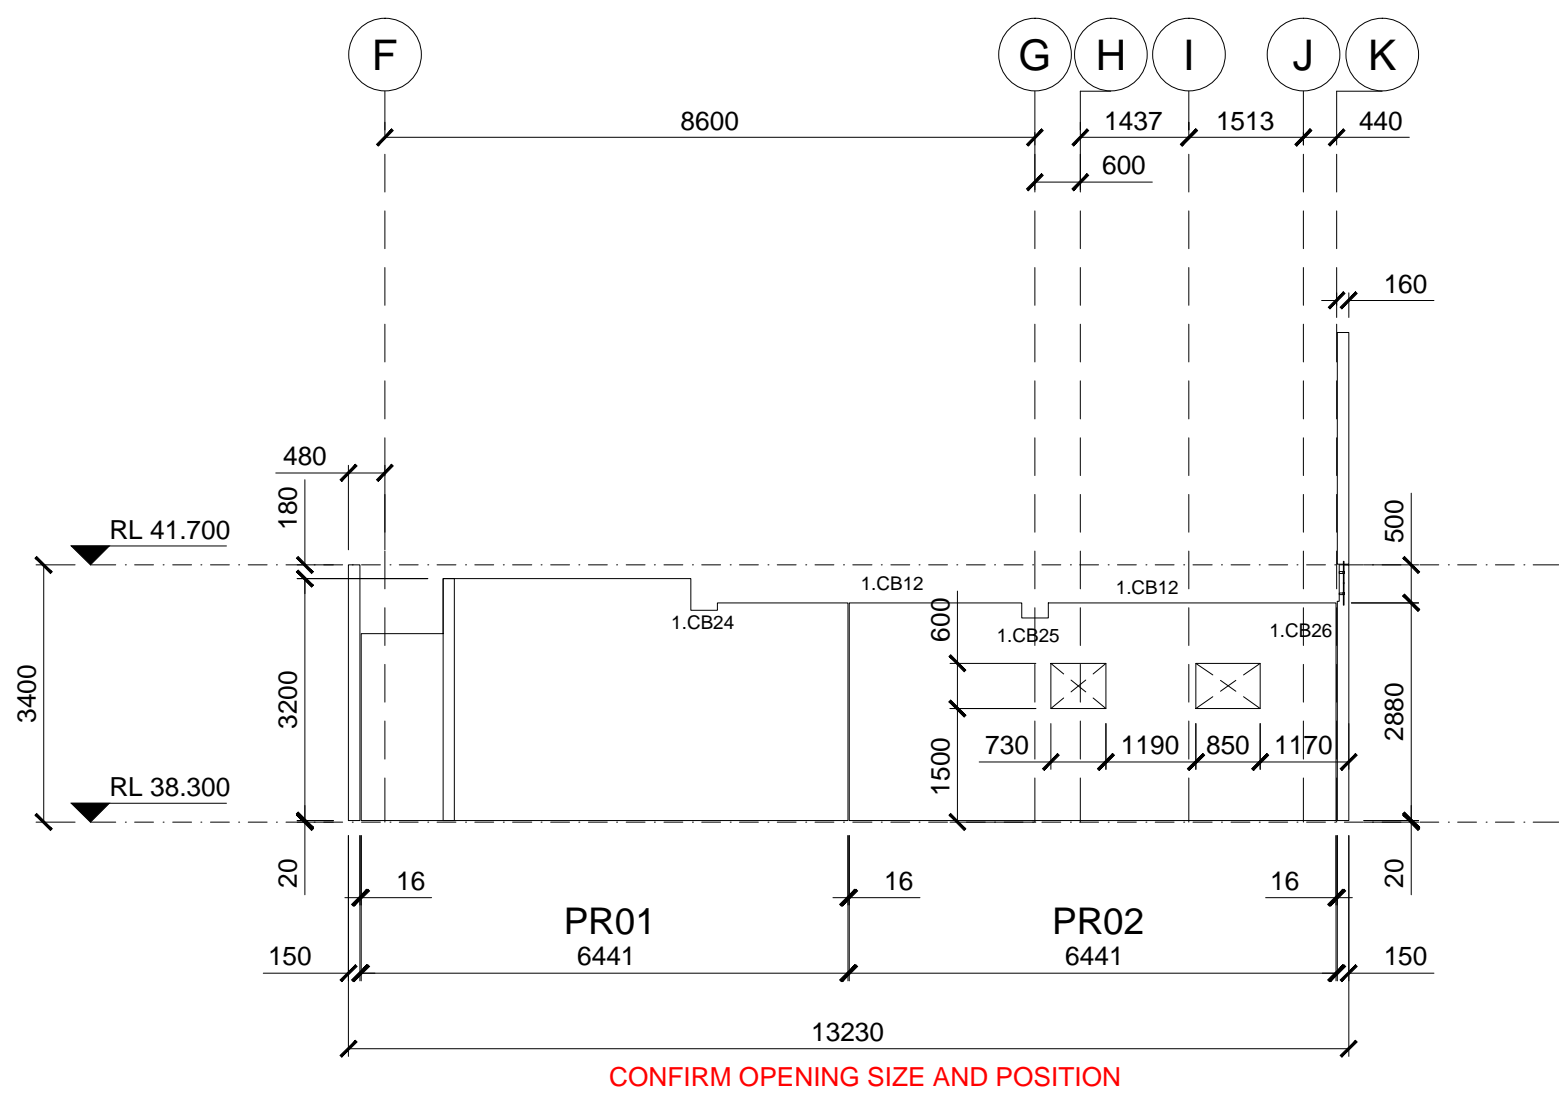 F G H I J K
8600 1437 1513 440
600
160
480
180 500
RL 41.700
1.CB12 1.CB12
1.CB24 600 1.CB25 1.CB26
3400 3200 2880
730 1190 850 1170
1500
RL 38.300
20 20
16 16 16
PR01 PR02
150 6441 6441 150
13230
CONFIRM OPENING SIZE AND POSITION